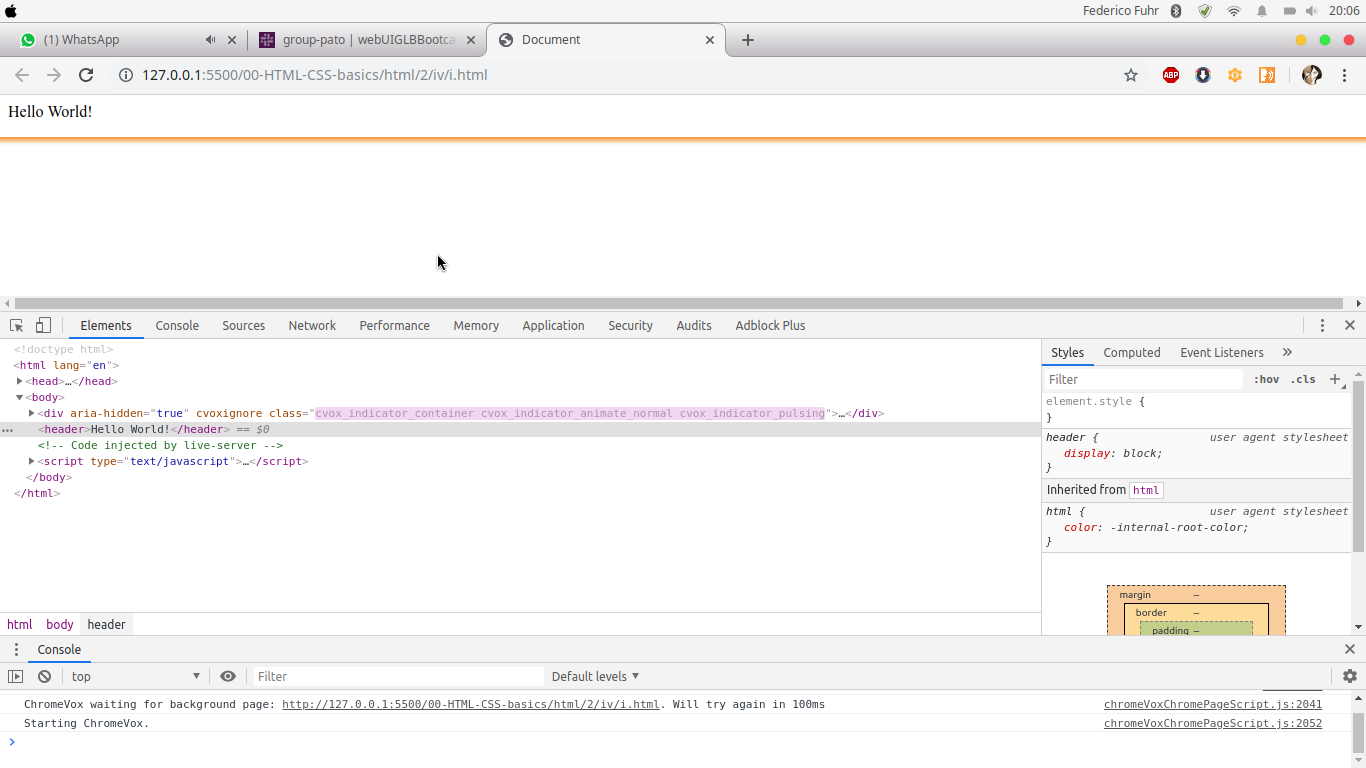 Federico Fuhr 20:06
(1) WhatsApp group-pato | webUIGLBBootca Document
127.0.0.1:5500/00-HTML-CSS-basics/html/2/iv/i.html ABP
Hello World!
Elements Console Sources Network Performance Memory Application Security Audits Adblock Plus
<!doctype html>
<html lang="en">
<head>…</head>
<body>
<div aria-hidden="true" cvoxignore class="cvox_indicator_container cvox_indicator_animate_normal cvox_indicator_pulsing">…</div>
<header>Hello World!</header> == $0
<!-- Code injected by live-server -->
<script type="text/javascript">…</script>
</body>
</html>
html body header
Styles Computed Event Listeners »
Filter :hov .cls +
element.style {
}
header { user agent stylesheet
display: block;
}
Inherited from html
html { user agent stylesheet
color: -internal-root-color;
}
margin –
border –
padding –
Console
top Filter Default levels
ChromeVox waiting for background page: http://127.0.0.1:5500/00-HTML-CSS-basics/html/2/iv/i.html. Will try again in 100ms chromeVoxChromePageScript.js:2041
Starting ChromeVox. chromeVoxChromePageScript.js:2052